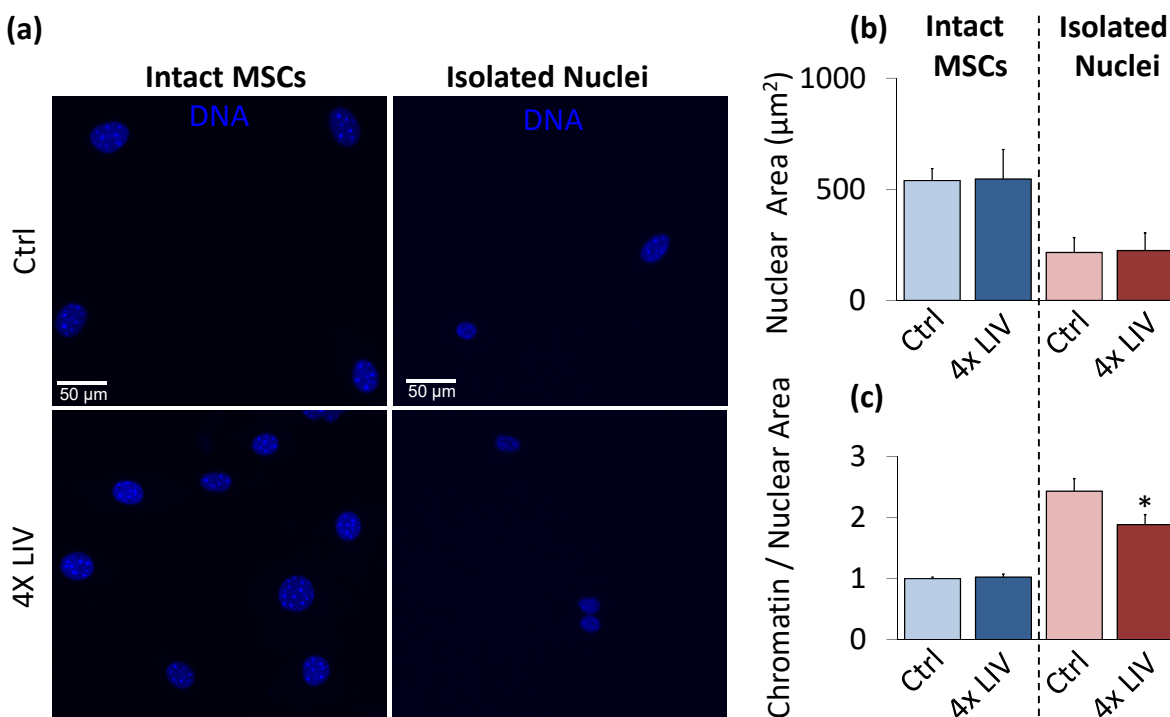 (a)
Intact MSCs
Isolated Nuclei
DNA
DNA
Ctrl
50 µm
50 µm
4X LIV
(b)
Intact
MSCs
Isolated
Nuclei
Nuclear Area (µm²)
1000
500
0
Ctrl
4x LIV
Ctrl
4x LIV
(c)
Chromatin / Nuclear Area
3
2
1
0
*
Ctrl
4x LIV
Ctrl
4x LIV